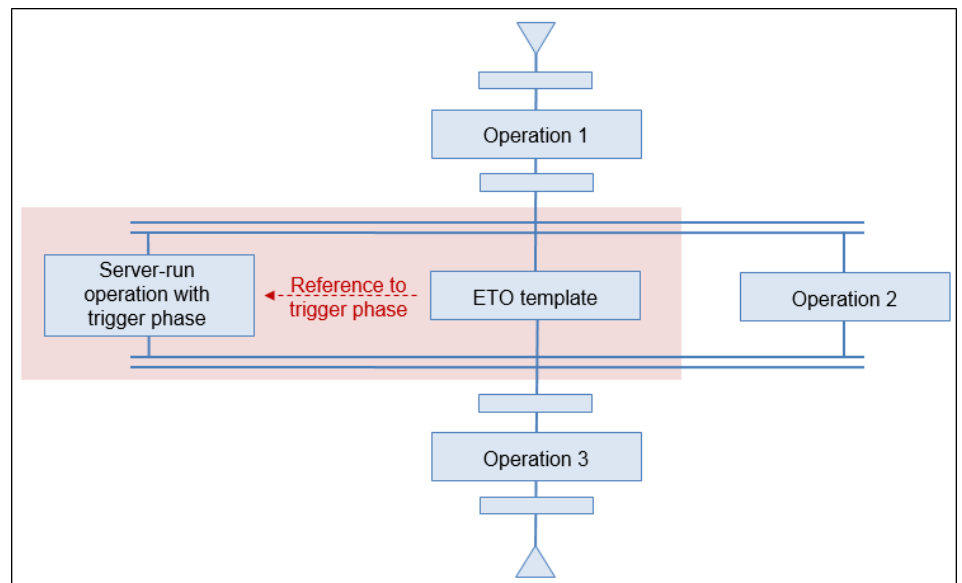 Operation 1
Server-run
operation with
trigger phase
Reference to
trigger phase
ETO template
Operation 2
Operation 3